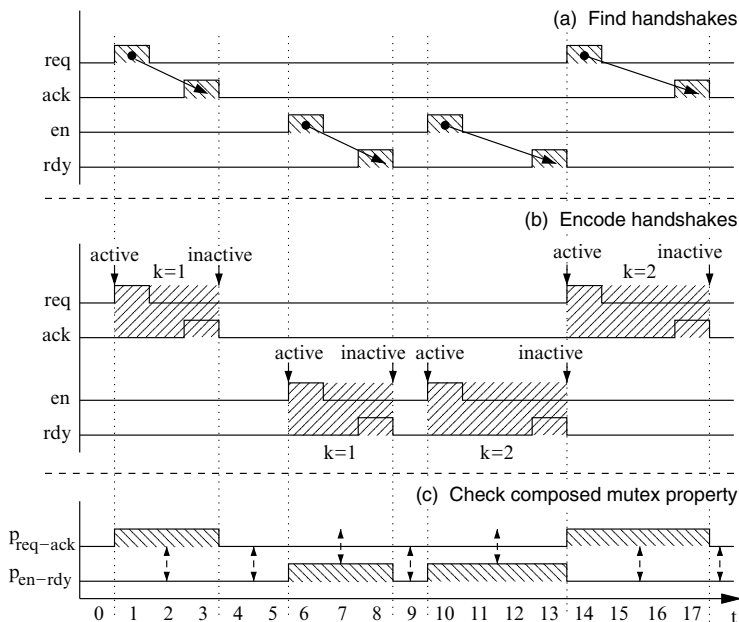 (a) Find handshakes
req
ack
en
rdy
(b) Encode handshakes
active inactive active inactive
k=1 k=2
req
ack
active inactive active inactive
en
rdy
k=1 k=2
(c) Check composed mutex property
p req−ack
p en−rdy
0 1 2 3 4 5 6 7 8 9 10 11 12 13 14 15 16 17 t